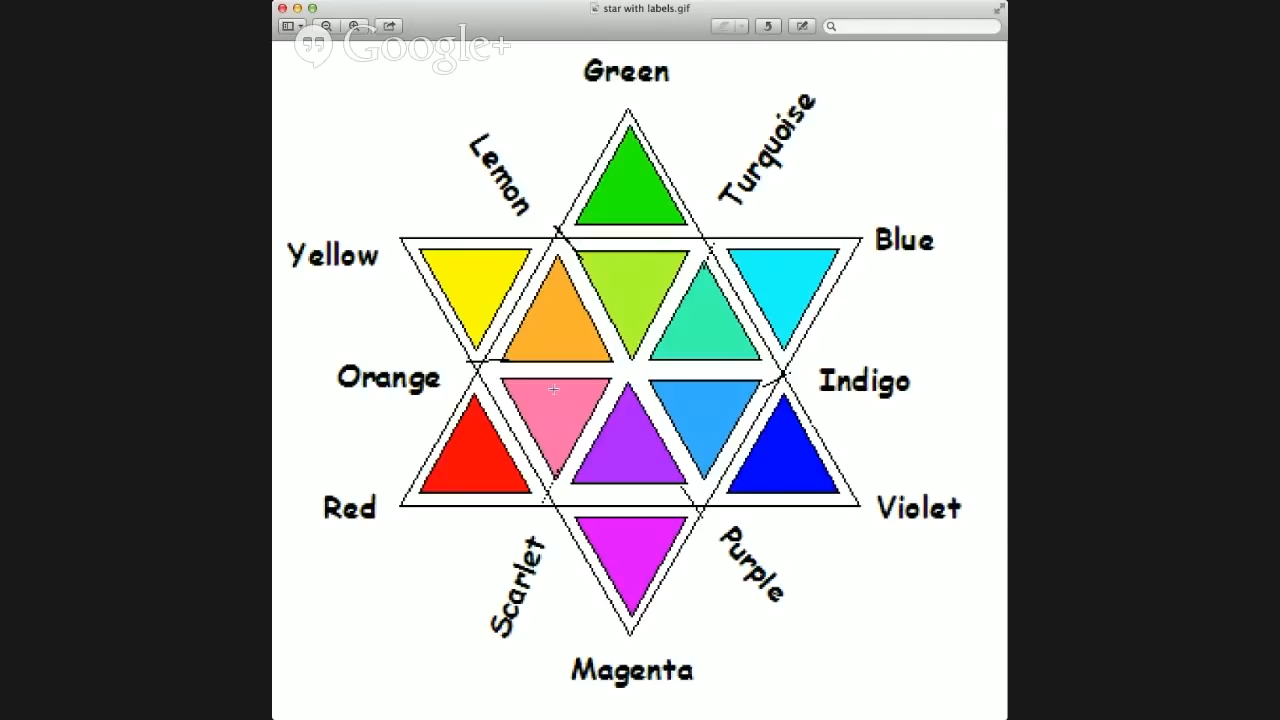 star with labels.gif
Google+
Green
Lemon
Turquoise
Yellow
Blue
Orange
Indigo
Red
Violet
Scarlet
Purple
Magenta